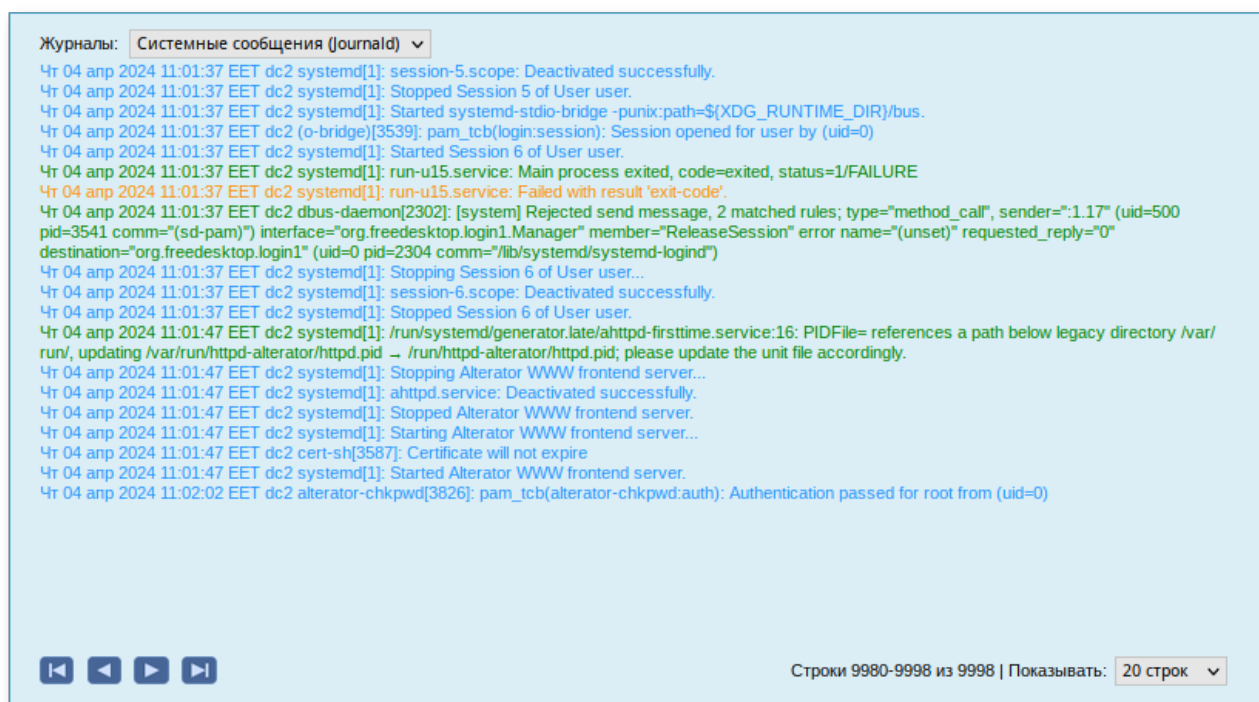 Журналы: Системные сообщения (Journald)
Чт 04 апр 2024 11:01:37 EET dc2 systemd[1]: session-5.scope: Deactivated successfully.
Чт 04 апр 2024 11:01:37 EET dc2 systemd[1]: Stopped Session 5 of User user.
Чт 04 апр 2024 11:01:37 EET dc2 systemd[1]: Started systemd-stdio-bridge -punix:path=${XDG_RUNTIME_DIR}/bus.
Чт 04 апр 2024 11:01:37 EET dc2 (o-bridge)[3539]: pam_tcb(login:session): Session opened for user by (uid=0)
Чт 04 апр 2024 11:01:37 EET dc2 systemd[1]: Started Session 6 of User user.
Чт 04 апр 2024 11:01:37 EET dc2 systemd[1]: run-u15.service: Main process exited, code=exited, status=1/FAILURE
Чт 04 апр 2024 11:01:37 EET dc2 systemd[1]: run-u15.service: Failed with result 'exit-code'.
Чт 04 апр 2024 11:01:37 EET dc2 dbus-daemon[2302]: [system] Rejected send message, 2 matched rules; type="method_call", sender=":1.17" (uid=500
pid=3541 comm="(sd-pam)") interface="org.freedesktop.login1.Manager" member="ReleaseSession" error name="(unset)" requested_reply="0"
destination="org.freedesktop.login1" (uid=0 pid=2304 comm="/lib/systemd/systemd-logind")
Чт 04 апр 2024 11:01:37 EET dc2 systemd[1]: Stopping Session 6 of User user...
Чт 04 апр 2024 11:01:37 EET dc2 systemd[1]: session-6.scope: Deactivated successfully.
Чт 04 апр 2024 11:01:37 EET dc2 systemd[1]: Stopped Session 6 of User user.
Чт 04 апр 2024 11:01:47 EET dc2 systemd[1]: /run/systemd/generator.late/ahttpd-firsttime.service:16: PIDFile= references a path below legacy directory /var/
run/, updating /var/run/httpd-alterator/httpd.pid → /run/httpd-alterator/httpd.pid; please update the unit file accordingly.
Чт 04 апр 2024 11:01:47 EET dc2 systemd[1]: Stopping Alterator WWW frontend server...
Чт 04 апр 2024 11:01:47 EET dc2 systemd[1]: ahttpd.service: Deactivated successfully.
Чт 04 апр 2024 11:01:47 EET dc2 systemd[1]: Stopped Alterator WWW frontend server.
Чт 04 апр 2024 11:01:47 EET dc2 systemd[1]: Starting Alterator WWW frontend server...
Чт 04 апр 2024 11:01:47 EET dc2 cert-sh[3587]: Certificate will not expire
Чт 04 апр 2024 11:01:47 EET dc2 systemd[1]: Started Alterator WWW frontend server.
Чт 04 апр 2024 11:02:02 EET dc2 alterator-chkpwd[3826]: pam_tcb(alterator-chkpwd:auth): Authentication passed for root from (uid=0)
Строки 9980-9998 из 9998 | Показывать: 20 строк